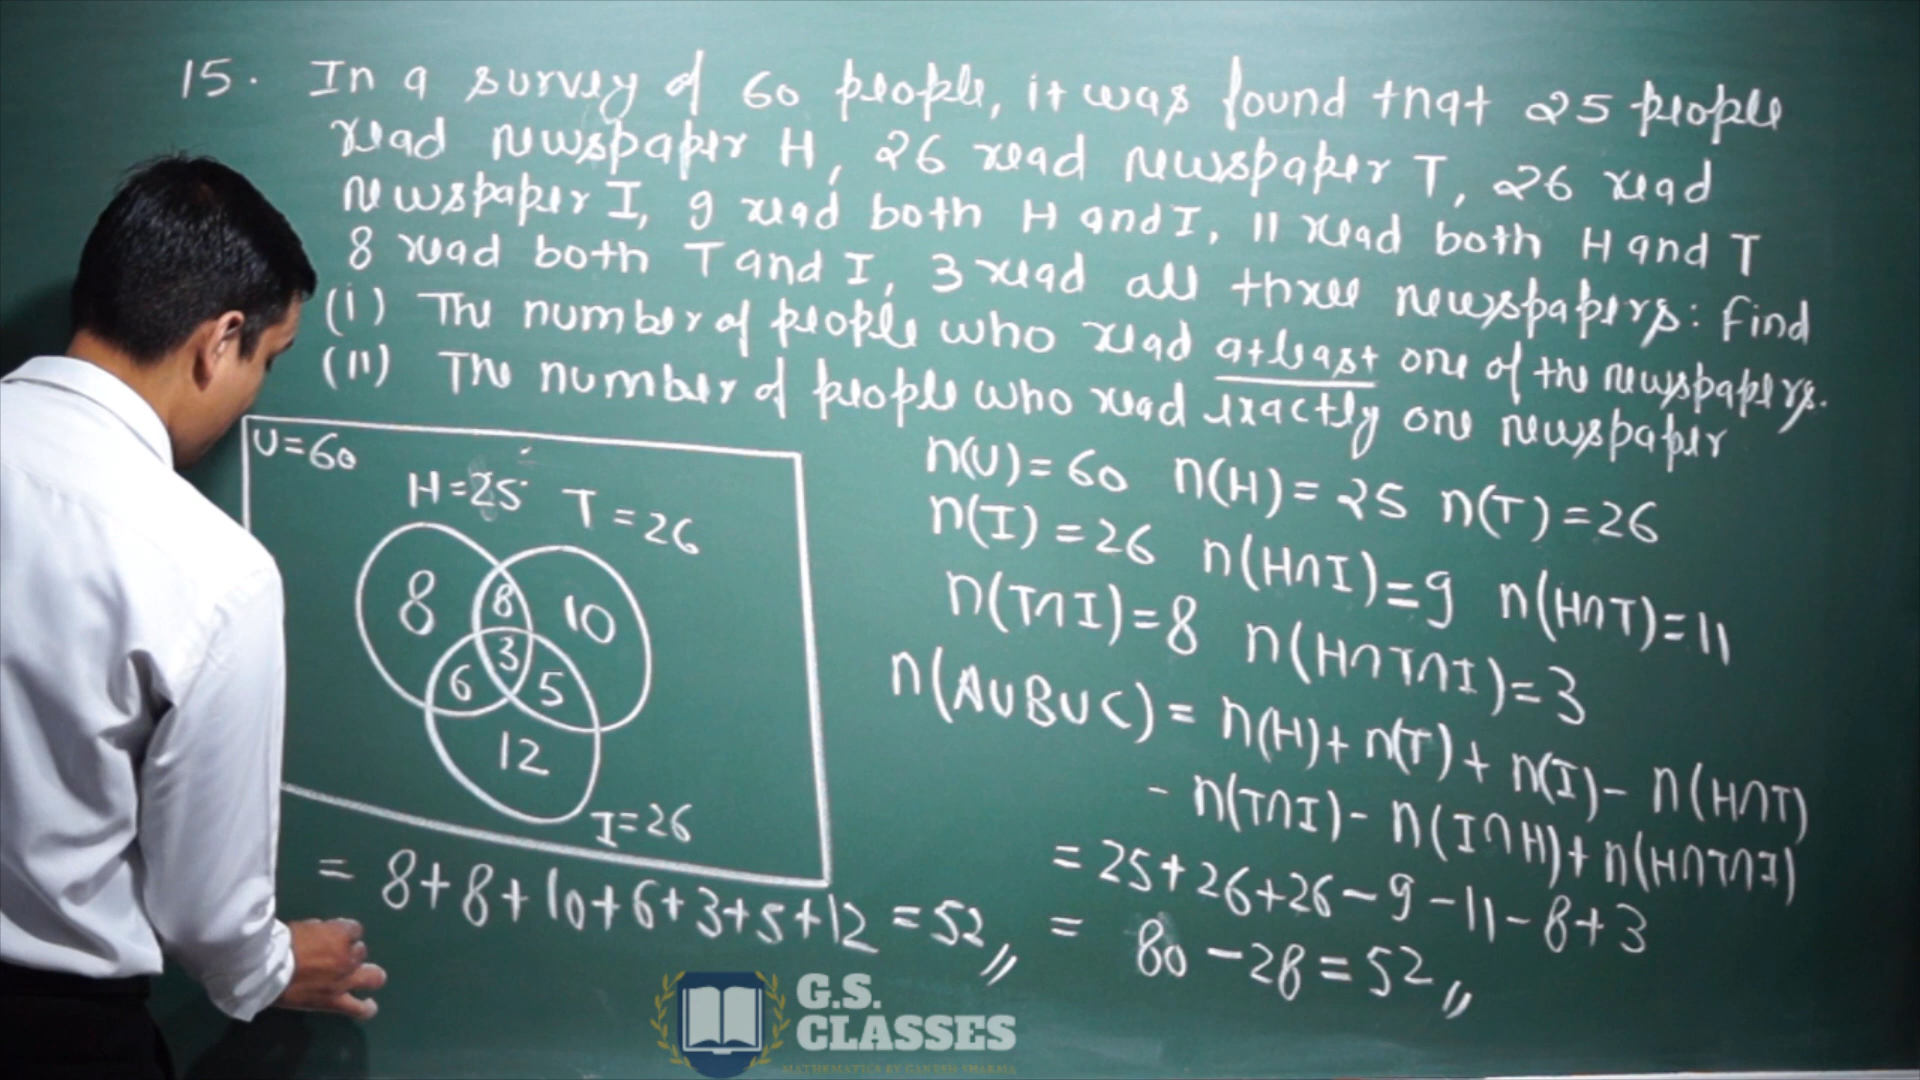 15. In a survey of 60 people, it was found that 25 people
read newspaper H, 26 read newspaper T, 26 read
newspaper I, 9 read both H and I, 11 read both H and T
8 read both T and I, 3 read all three newspapers: Find
(i) The number of people who read atleast one of the newspapers.
(ii) The number of people who read exactly one newspaper
U=60
H=25 T=26
8 8 10
3
6 5
12
I=26
= 8+8+10+6+3+5+12=52
n(U)=60 n(H)=25 n(T)=26
n(I)=26 n(H∩I)=9 n(H∩T)=11
n(T∩I)=8 n(H∩T∩I)=3
n(A∪B∪C)= n(H)+n(T)+n(I)-n(H∩T)
-n(T∩I)-n(I∩H)+n(H∩T∩I)
=25+26+26-9-11-8+3
= 80-28=52
G.S.
CLASSES
MATHEMATICS BY GANESH SHARMA